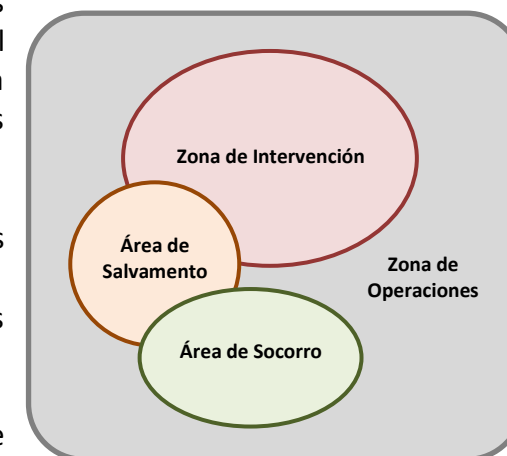 Zona de Intervención
Área de
Salvamento
Zona de
Operaciones
Área de Socorro